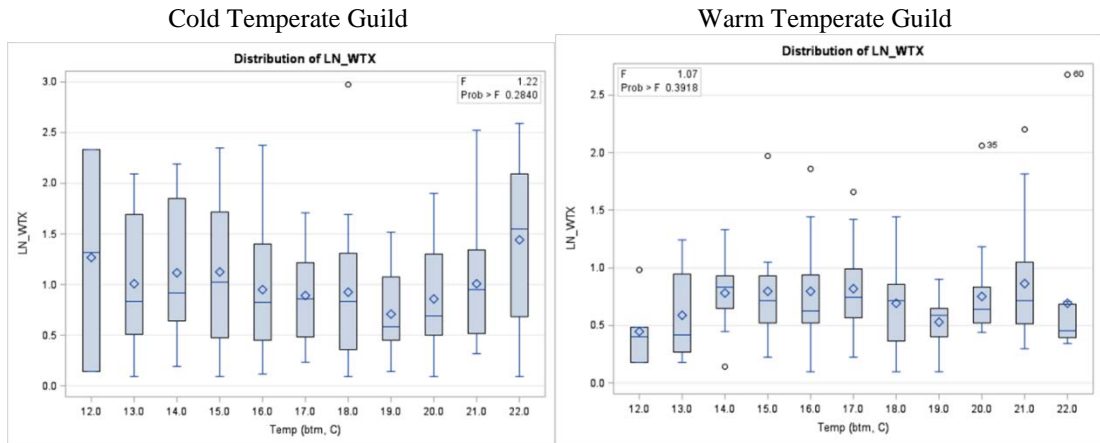 Cold Temperate Guild
Distribution of LN_WTX
F 1.22
Prob > F 0.2840
3.0
2.5
2.0
1.5
1.0
0.5
0.0
LN_WTX
12.0 13.0 14.0 15.0 16.0 17.0 18.0 19.0 20.0 21.0 22.0
Temp (btm, C)
Warm Temperate Guild
Distribution of LN_WTX
F 1.07
Prob > F 0.3918
60
2.5
2.0
35
1.5
1.0
0.5
0.0
LN_WTX
12.0 13.0 14.0 15.0 16.0 17.0 18.0 19.0 20.0 21.0 22.0
Temp (btm, C)